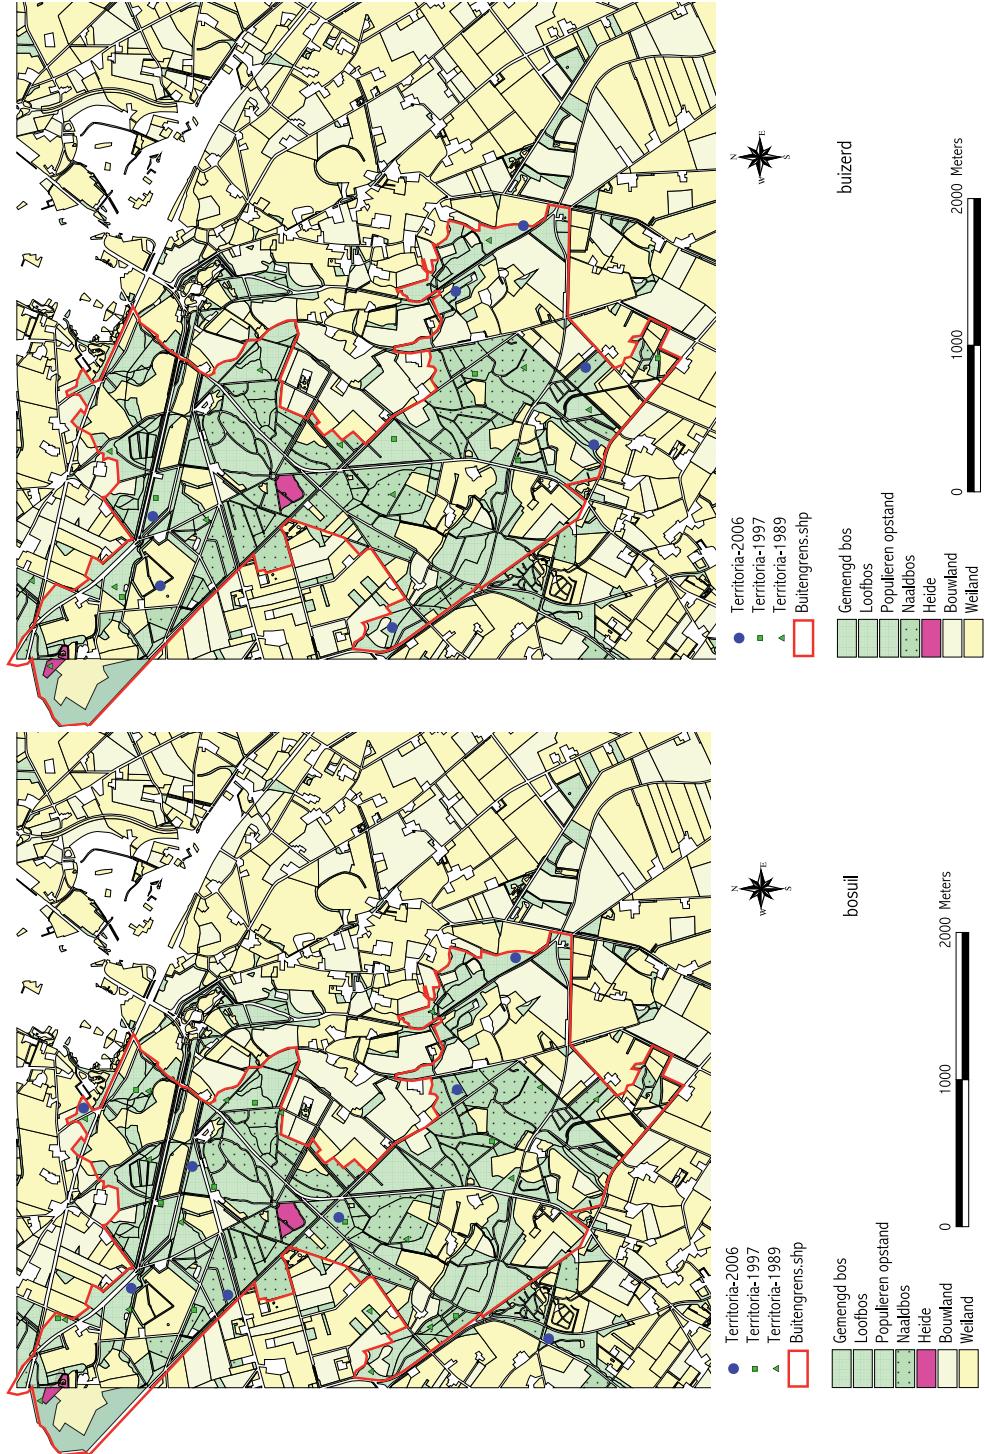 N
W
E
S
buizerd
Territoria-2006
Territoria-1997
Territoria-1989
Buitengrens.shp
Gemengd bos
Loofbos
Populieren opstand
Naaldbos
Heide
Bouwland
Weiland
0
1000
2000 Meters
N
W
E
S
bosuil
Territoria-2006
Territoria-1997
Territoria-1989
Buitengrens.shp
Gemengd bos
Loofbos
Populieren opstand
Naaldbos
Heide
Bouwland
Weiland
0
1000
2000 Meters